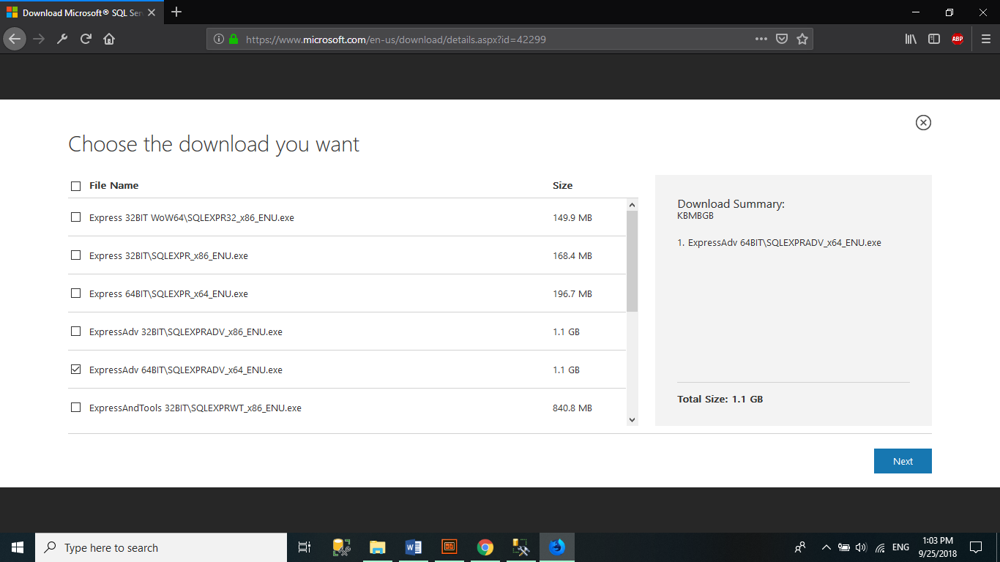 Download Microsoft® SQL Ser
https://www.microsoft.com/en-us/download/details.aspx?id=42299
ABP
Choose the download you want
File Name Size
Express 32BIT WoW64\SQLEXPR32_x86_ENU.exe 149.9 MB
Express 32BIT\SQLEXPR_x86_ENU.exe 168.4 MB
Express 64BIT\SQLEXPR_x64_ENU.exe 196.7 MB
ExpressAdv 32BIT\SQLEXPRADV_x86_ENU.exe 1.1 GB
ExpressAdv 64BIT\SQLEXPRADV_x64_ENU.exe 1.1 GB
ExpressAndTools 32BIT\SQLEXPRWT_x86_ENU.exe 840.8 MB
Download Summary:
KBMBGB
1. ExpressAdv 64BIT\SQLEXPRADV_x64_ENU.exe
Total Size: 1.1 GB
Next
Type here to search
ENG
1:03 PM
9/25/2018